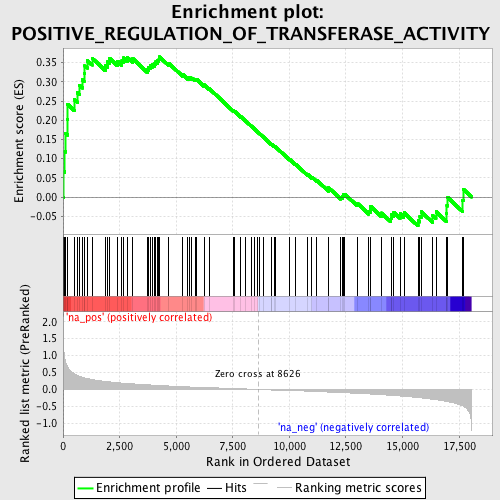 Enrichment plot:
POSITIVE_REGULATION_OF_TRANSFERASE_ACTIVITY
Enrichment score (ES)
0.35
0.30
0.25
0.20
0.15
0.10
0.05
0.00
-0.05
'na_pos' (positively correlated)
Ranked list metric (PreRanked)
2.0
1.5
1.0
0.5
0.0
-0.5
-1.0
Zero cross at 8626
'na_neg' (negatively correlated)
0
2,500
5,000
7,500
10,000
12,500
15,000
17,500
Rank in Ordered Dataset
Enrichment profile
Hits
Ranking metric scores